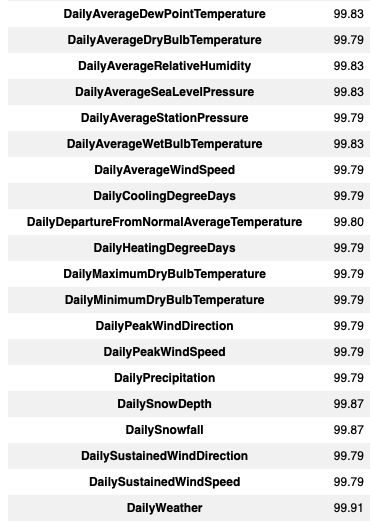 DailyAverageDewPointTemperature 99.83
DailyAverageDryBulbTemperature 99.79
DailyAverageRelativeHumidity 99.83
DailyAverageSeaLevelPressure 99.83
DailyAverageStationPressure 99.79
DailyAverageWetBulbTemperature 99.83
DailyAverageWindSpeed 99.79
DailyCoolingDegreeDays 99.79
DailyDepartureFromNormalAverageTemperature 99.80
DailyHeatingDegreeDays 99.79
DailyMaximumDryBulbTemperature 99.79
DailyMinimumDryBulbTemperature 99.79
DailyPeakWindDirection 99.79
DailyPeakWindSpeed 99.79
DailyPrecipitation 99.79
DailySnowDepth 99.87
DailySnowfall 99.87
DailySustainedWindDirection 99.79
DailySustainedWindSpeed 99.79
DailyWeather 99.91